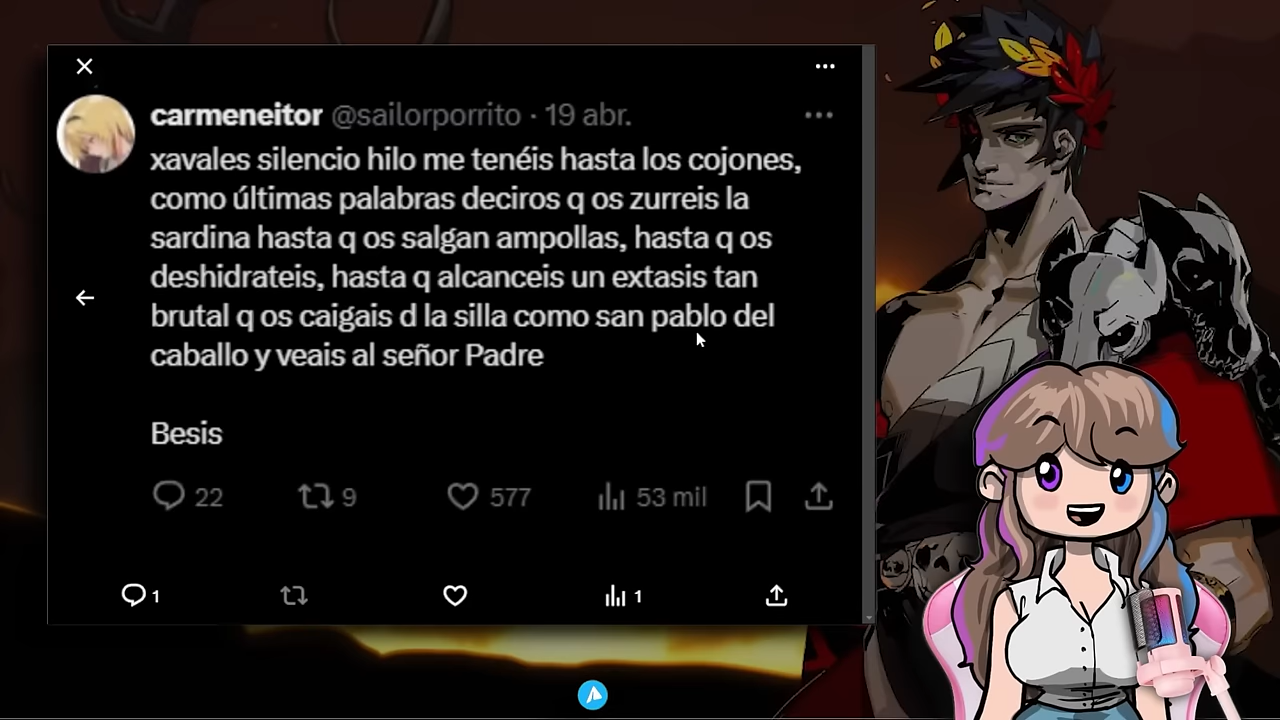 carmeneitor @sailorporrito · 19 abr.
xavales silencio hilo me tenéis hasta los cojones,
como últimas palabras deciros q os zurreis la
sardina hasta q os salgan ampollas, hasta q os
deshidrateis, hasta q alcanceis un extasis tan
brutal q os caigais d la silla como san pablo del
caballo y veais al señor Padre
Besis
22 9 577 53 mil
1 1